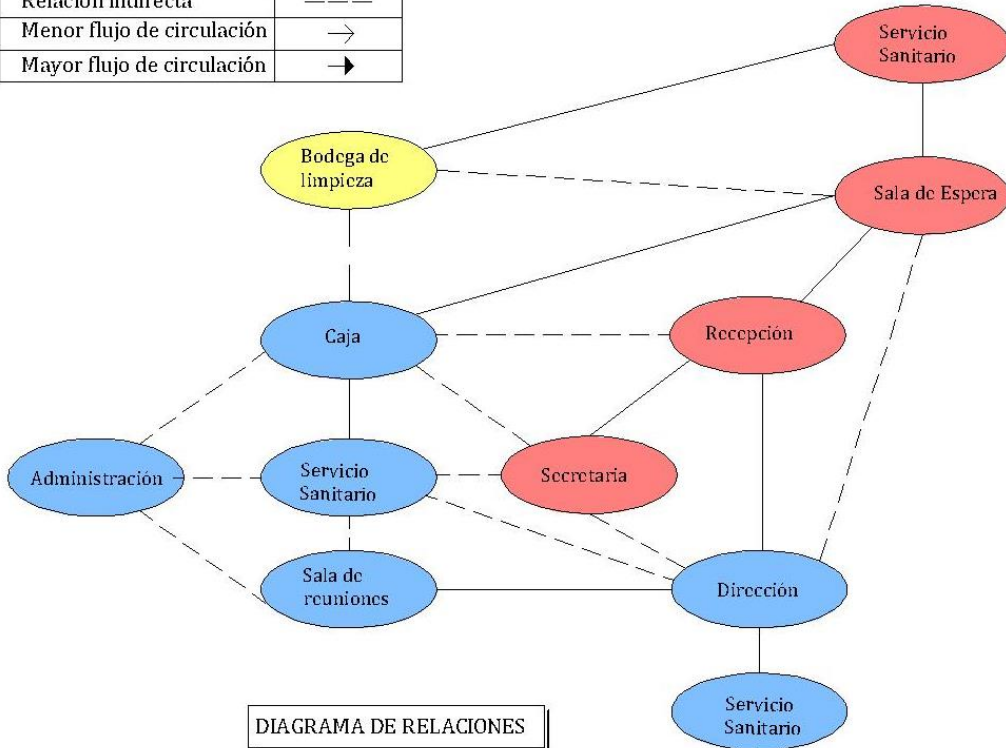 Relación indirecta
Menor flujo de circulación
Mayor flujo de circulación
Servicio
Sanitario
Bodega de
limpieza
Sala de Espera
Caja
Recepción
Administración
Servicio
Sanitario
Secretaria
Sala de
reuniones
Dirección
Servicio
Sanitario
DIAGRAMA DE RELACIONES